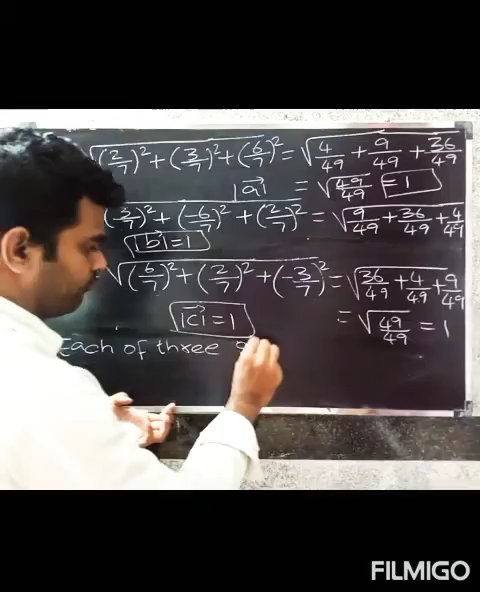 √(2/7)²+(3/7)²+(6/7)² = √4/49 + 9/49 + 36/49
|a⃗| = √49/49 = 1
(3/7)²+(-6/7)²+(2/7)² = √9/49 + 36/49 + 4/49
|b⃗|=1
√(6/7)²+(2/7)²+(-3/7)² = √36/49 + 4/49 + 9/49
|c⃗|=1
= √49/49 = 1
Each of three
FILMIGO